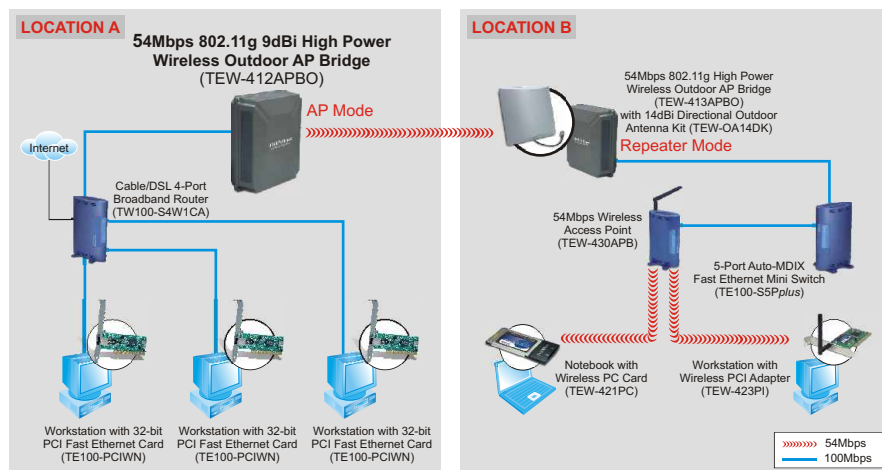 LOCATION A
54Mbps 802.11g 9dBi High Power
Wireless Outdoor AP Bridge
(TEW-412APBO)
AP Mode
Internet
Cable/DSL 4-Port
Broadband Router
(TW100-S4W1CA)
Workstation with 32-bit
PCI Fast Ethernet Card
(TE100-PCIWN)
Workstation with 32-bit
PCI Fast Ethernet Card
(TE100-PCIWN)
Workstation with 32-bit
PCI Fast Ethernet Card
(TE100-PCIWN)
LOCATION B
54Mbps 802.11g High Power
Wireless Outdoor AP Bridge
(TEW-413APBO)
with 14dBi Directional Outdoor
Antenna Kit (TEW-OA14DK)
Repeater Mode
54Mbps Wireless
Access Point
(TEW-430APB)
5-Port Auto-MDIX
Fast Ethernet Mini Switch
(TE100-S5Pplus)
Notebook with
Wireless PC Card
(TEW-421PC)
Workstation with
Wireless PCI Adapter
(TEW-423PI)
54Mbps
100Mbps